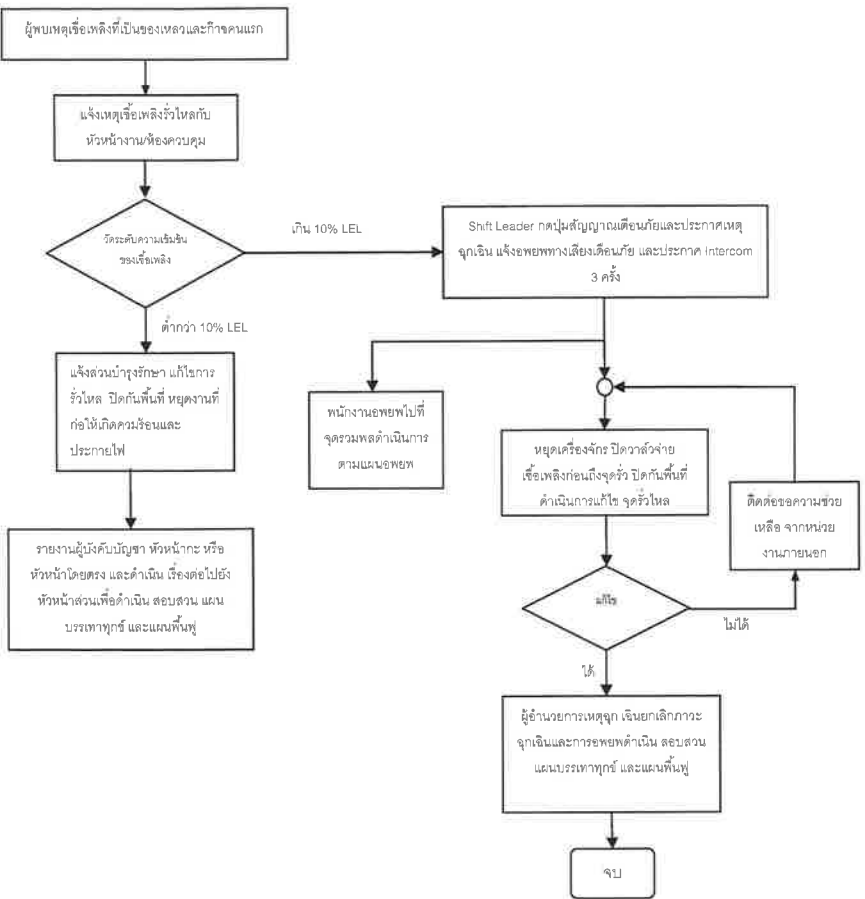 ผู้พบเหตุเชื้อเพลิงที่เป็นของเหลวและก๊าซคนแรก
แจ้งเหตุเชื้อเพลิงรั่วไหลกับ
หัวหน้างาน/ห้องควบคุม
วัดระดับความเข้มข้น
ของเชื้อเพลิง
เกิน 10% LEL
Shift Leader กดปุ่มสัญญาณเตือนภัยและประกาศเหตุ
ฉุกเฉิน แจ้งอพยพทางเสียงเตือนภัย และประกาศ Intercom
3 ครั้ง
ต่ำกว่า 10% LEL
แจ้งส่วนบำรุงรักษา แก้ไขการ
รั่วไหล ปิดกั้นพื้นที่ หยุดงานที่
ก่อให้เกิดควมร้อนและ
ประกายไฟ
พนักงานอพยพไปที่
จุดรวมพลดำเนินการ
ตามแผนอพยพ
หยุดเครื่องจักร ปิดวาล์วจ่าย
เชื้อเพลิงก่อนถึงจุดรั่ว ปิดกั้นพื้นที่
ดำเนินการแก้ไข จุดรั่วไหล
ติดต่อขอความช่วย
เหลือ จากหน่วย
งานภายนอก
รายงานผู้บังคับบัญชา หัวหน้ากะ หรือ
หัวหน้าโดยตรง และดำเนิน เรื่องต่อไปยัง
หัวหน้าส่วนเพื่อดำเนิน สอบสวน แผน
บรรเทาทุกข์ และแผนฟื้นฟู
แก้ไข
ไม่ได้
ได้
ผู้อำนวยการเหตุฉุก เฉินยกเลิกภาวะ
ฉุกเฉินและการอพยพดำเนิน สอบสวน
แผนบรรเทาทุกข์ และแผนฟื้นฟู
จบ